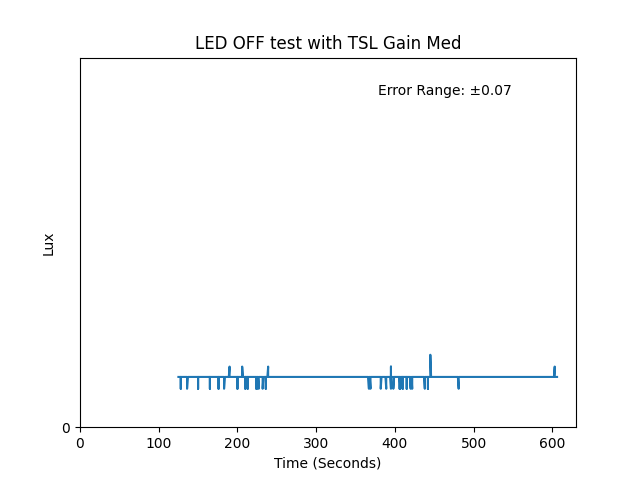 LED OFF test with TSL Gain Med
Error Range: ±0.07
Lux
0
0 100 200 300 400 500 600
Time (Seconds)